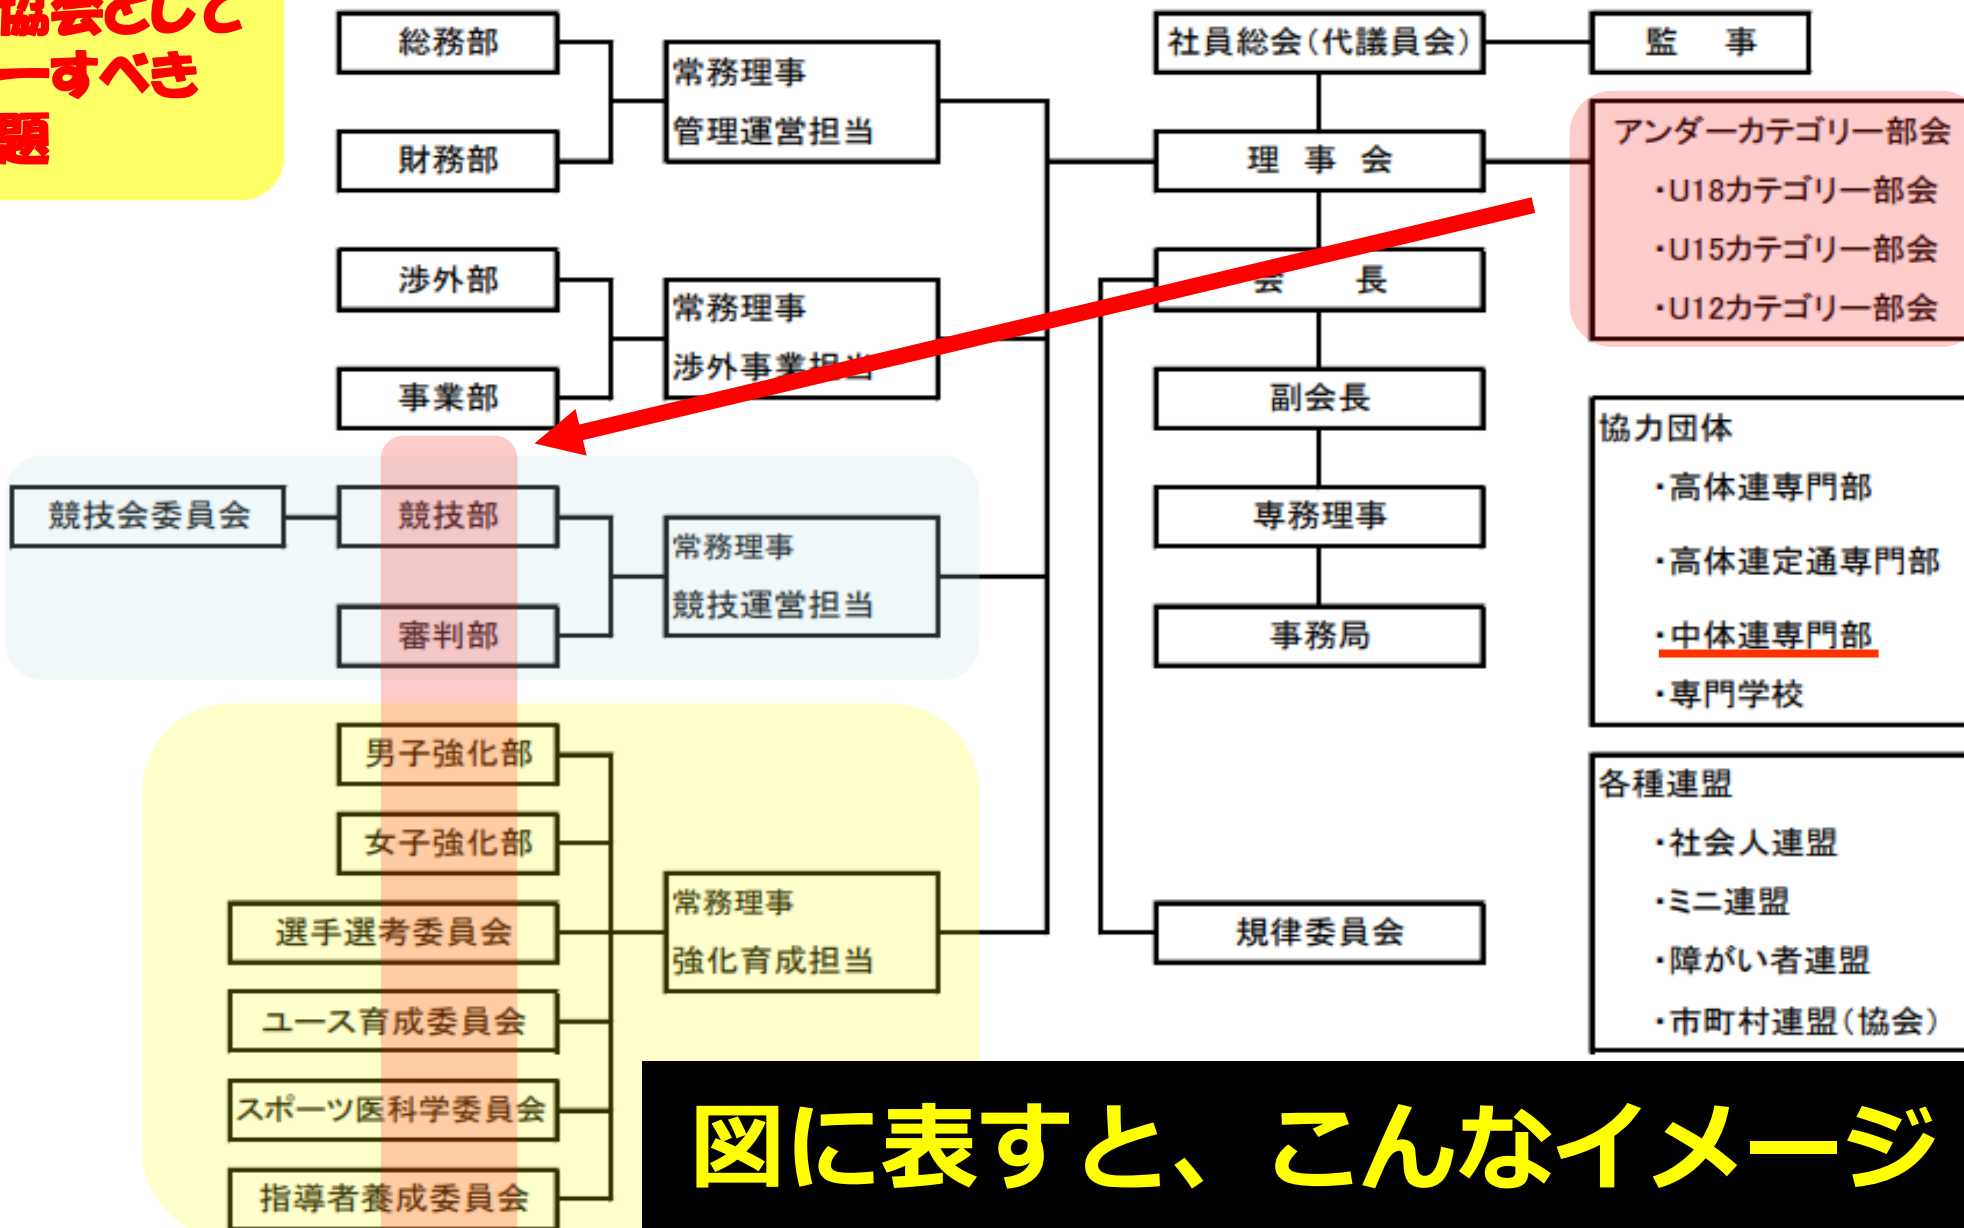 協会として
ーすべき
題
総務部
財務部
常務理事
管理運営担当
渉外部
事業部
常務理事
渉外事業担当
競技会委員会
競技部
審判部
常務理事
競技運営担当
男子強化部
女子強化部
選手選考委員会
ユース育成委員会
スポーツ医科学委員会
指導者養成委員会
常務理事
強化育成担当
社員総会(代議員会)
監　事
理 事 会
会　　長
副会長
専務理事
事務局
規律委員会
アンダーカテゴリー部会
・U18カテゴリー部会
・U15カテゴリー部会
・U12カテゴリー部会
協力団体
・高体連専門部
・高体連定通専門部
・中体連専門部
・専門学校
各種連盟
・社会人連盟
・ミニ連盟
・障がい者連盟
・市町村連盟(協会)
図に表すと、こんなイメージ